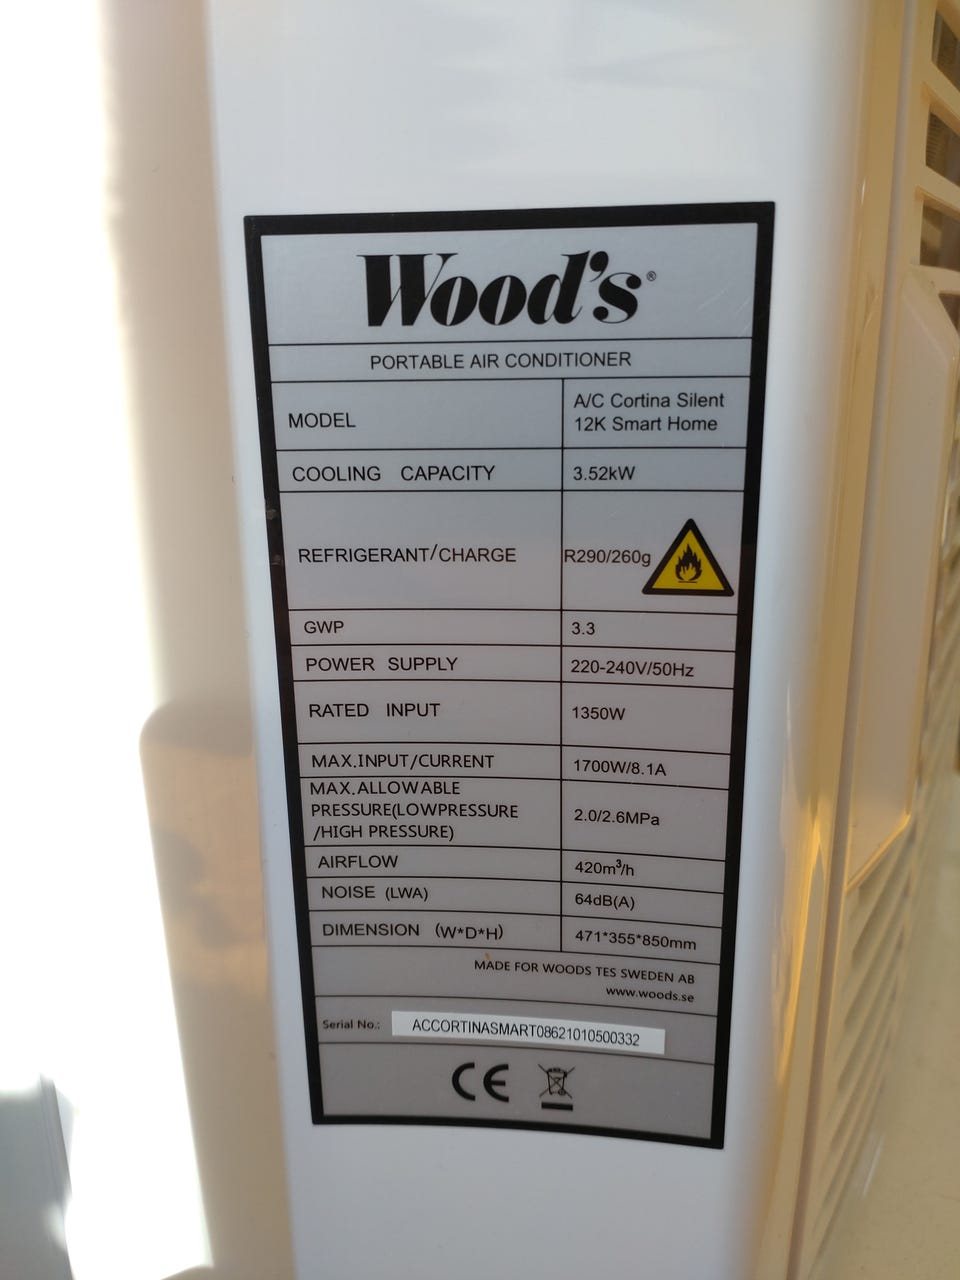 Wood's®
PORTABLE AIR CONDITIONER
MODEL
A/C Cortina Silent
12K Smart Home
COOLING CAPACITY
3.52kW
REFRIGERANT/CHARGE
R290/260g
GWP
3.3
POWER SUPPLY
220-240V/50Hz
RATED INPUT
1350W
MAX.INPUT/CURRENT
1700W/8.1A
MAX.ALLOWABLE
PRESSURE(LOWPRESSURE
/HIGH PRESSURE)
2.0/2.6MPa
AIRFLOW
420m³/h
NOISE (LWA)
64dB(A)
DIMENSION (W*D*H)
471*355*850mm
MADE FOR WOODS TES SWEDEN AB
www.woods.se
Serial No.: ACCORTINASMART08621010500332
CE